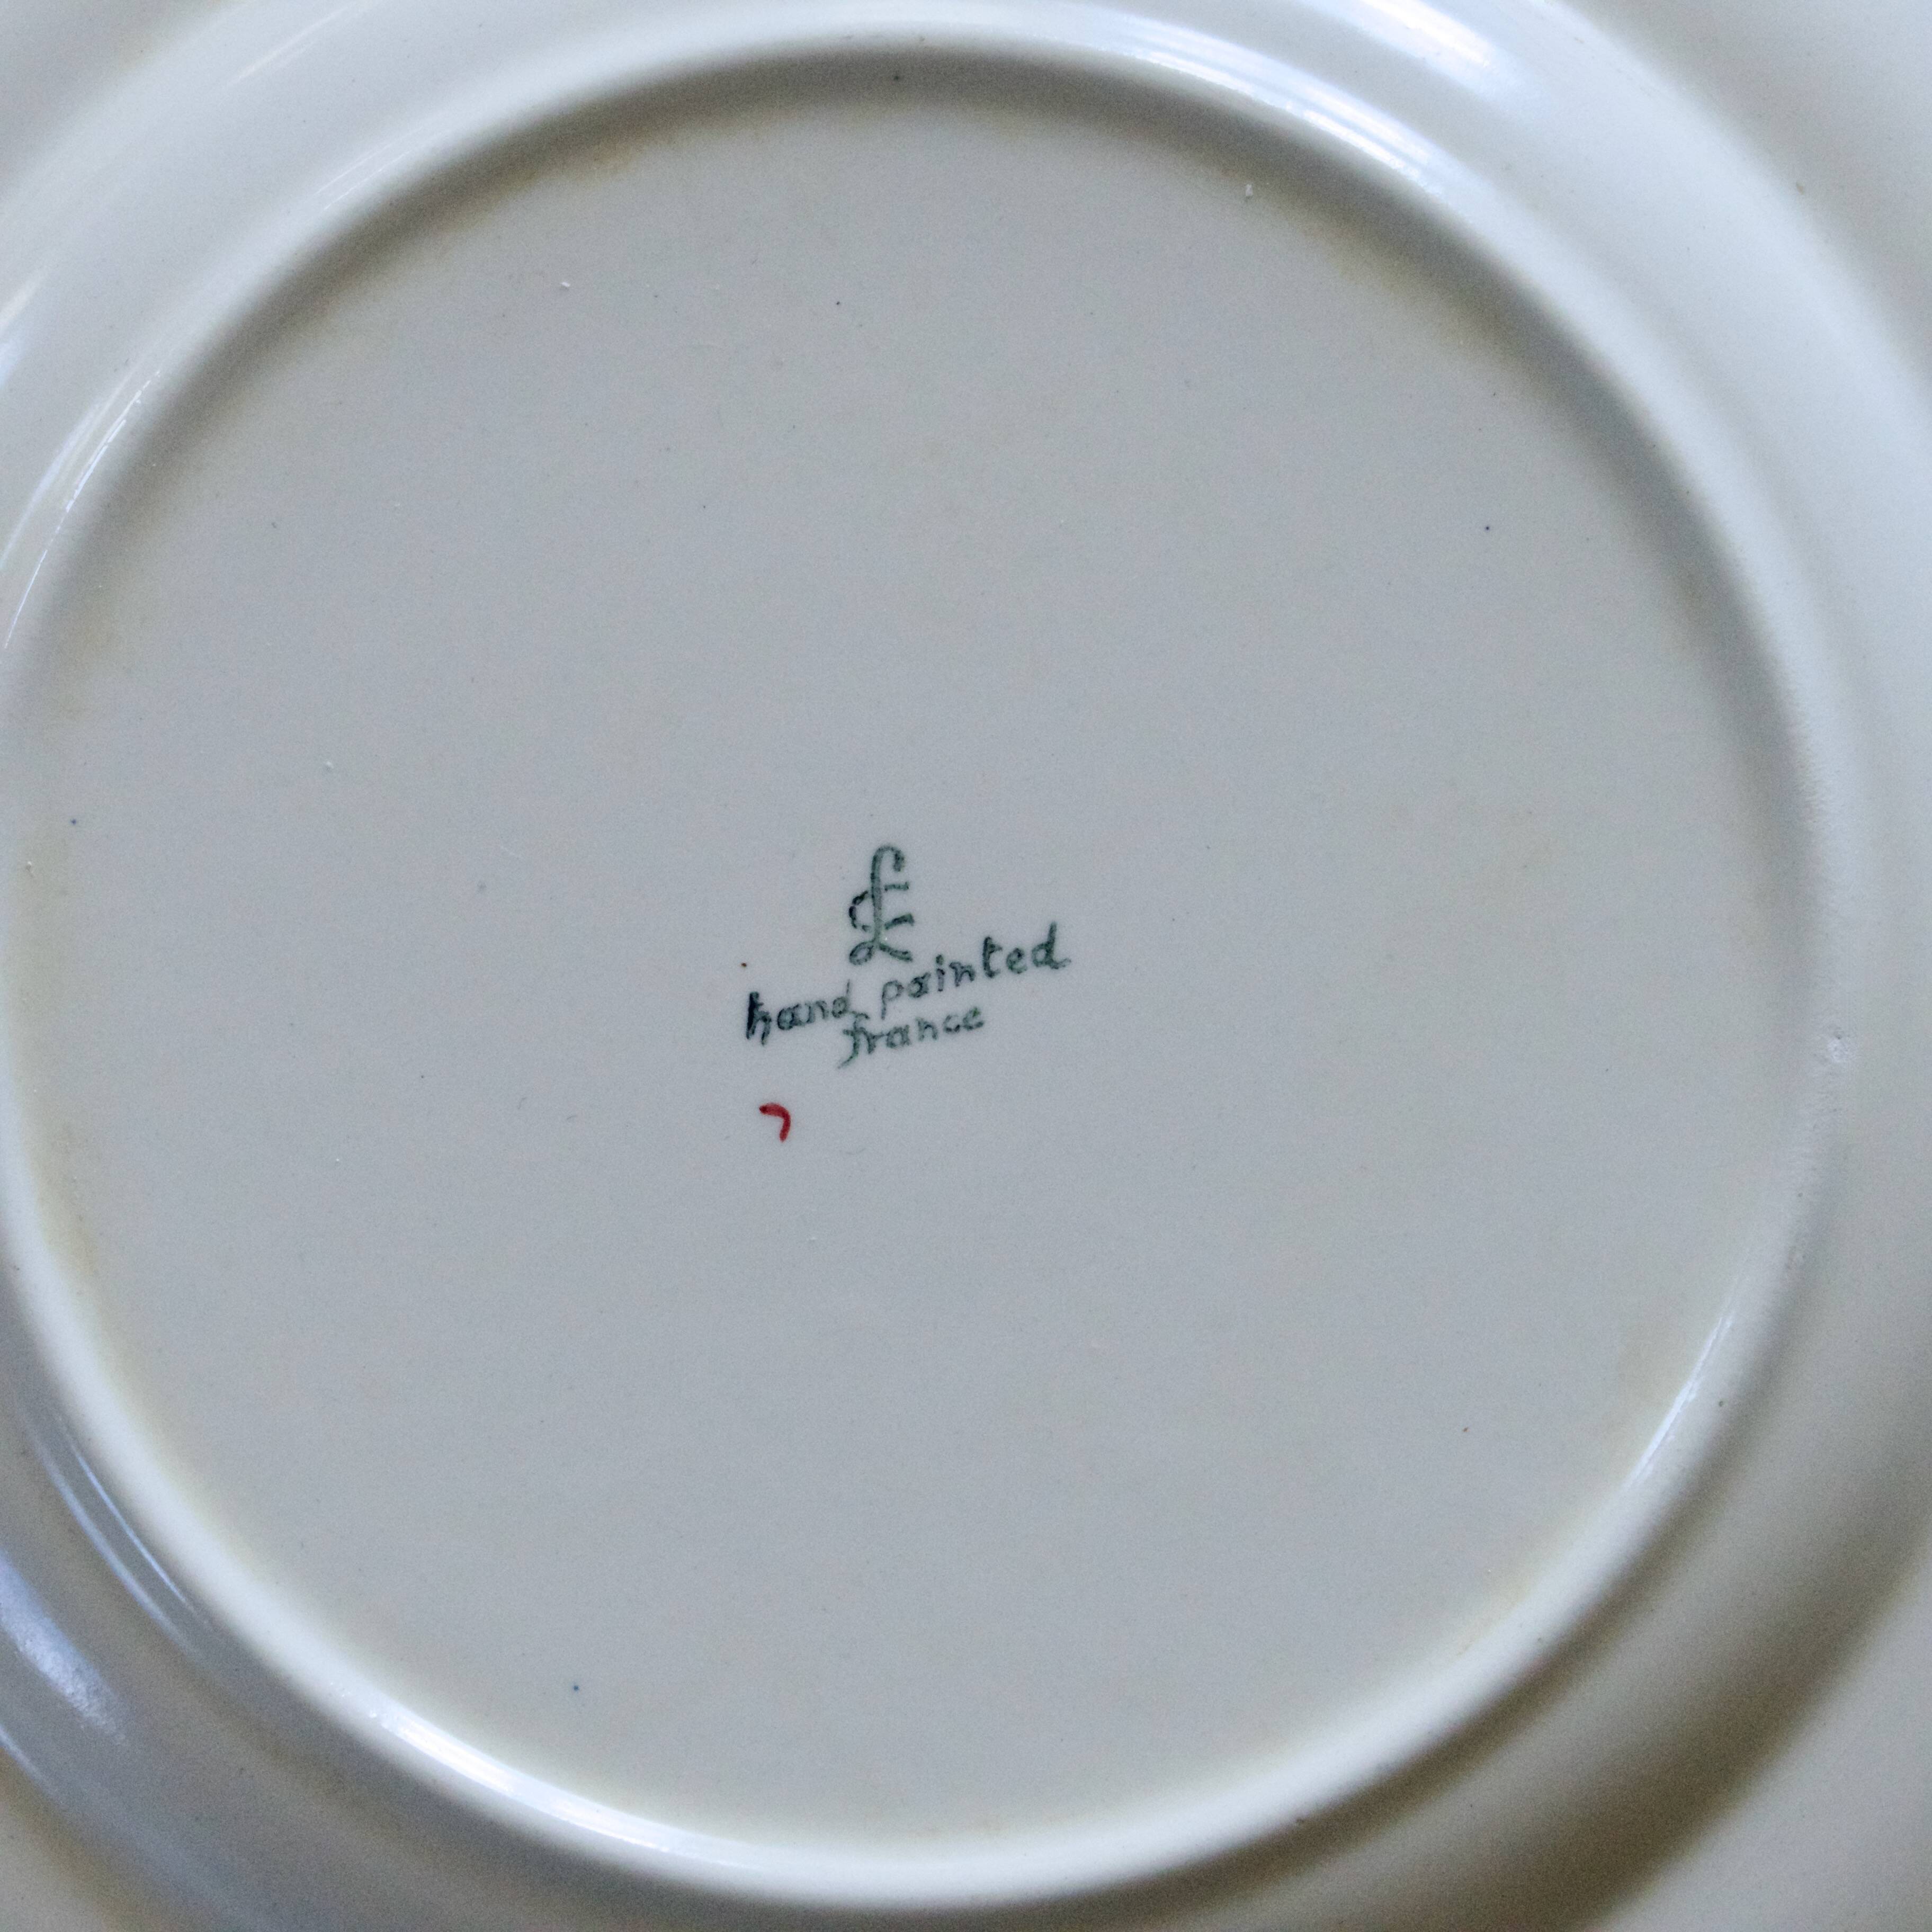 £
hand painted
france